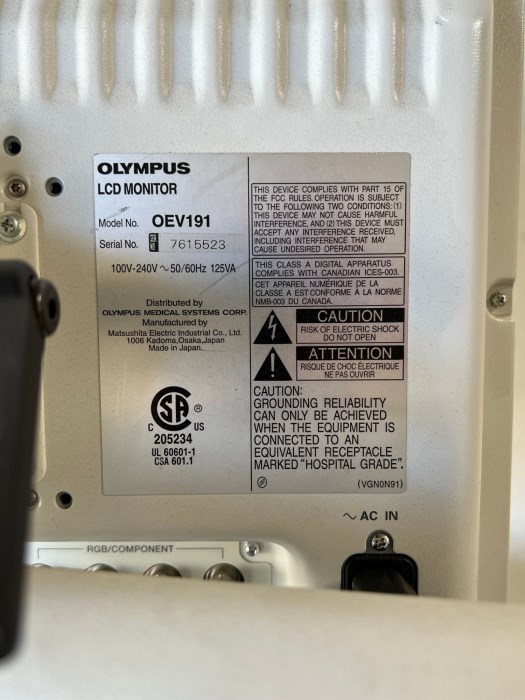 OLYMPUS
LCD MONITOR
Model No. OEV191
Serial No. 7615523
100V-240V ~ 50/60Hz 125VA
Distributed by
OLYMPUS MEDICAL SYSTEMS CORP.
Manufactured by
Matsushita Electric Industrial Co., Ltd.
1006 Kadoma,Osaka,Japan
Made in Japan.
CSA ®
C US
205234
UL 60601-1
CSA 601.1
THIS DEVICE COMPLIES WITH PART 15 OF
THE FCC RULES. OPERATION IS SUBJECT
TO THE FOLLOWING TWO CONDITIONS: (1)
THIS DEVICE MAY NOT CAUSE HARMFUL
INTERFERENCE, AND (2) THIS DEVICE MUST
ACCEPT ANY INTERFERENCE RECEIVED,
INCLUDING INTERFERENCE THAT MAY
CAUSE UNDESIRED OPERATION.
THIS CLASS A DIGITAL APPARATUS
COMPLIES WITH CANADIAN ICES-003.
CET APPAREIL NUMÉRIQUE DE LA
CLASSE A EST CONFORME À LA NORME
NMB-003 DU CANADA.
CAUTION
RISK OF ELECTRIC SHOCK
DO NOT OPEN
ATTENTION
RISQUE DE CHOC ÉLECTRIQUE
NE PAS OUVRIR
CAUTION:
GROUNDING RELIABILITY
CAN ONLY BE ACHIEVED
WHEN THE EQUIPMENT IS
CONNECTED TO AN
EQUIVALENT RECEPTACLE
MARKED "HOSPITAL GRADE".
(VGN0N91)
~ AC IN
RGB/COMPONENT